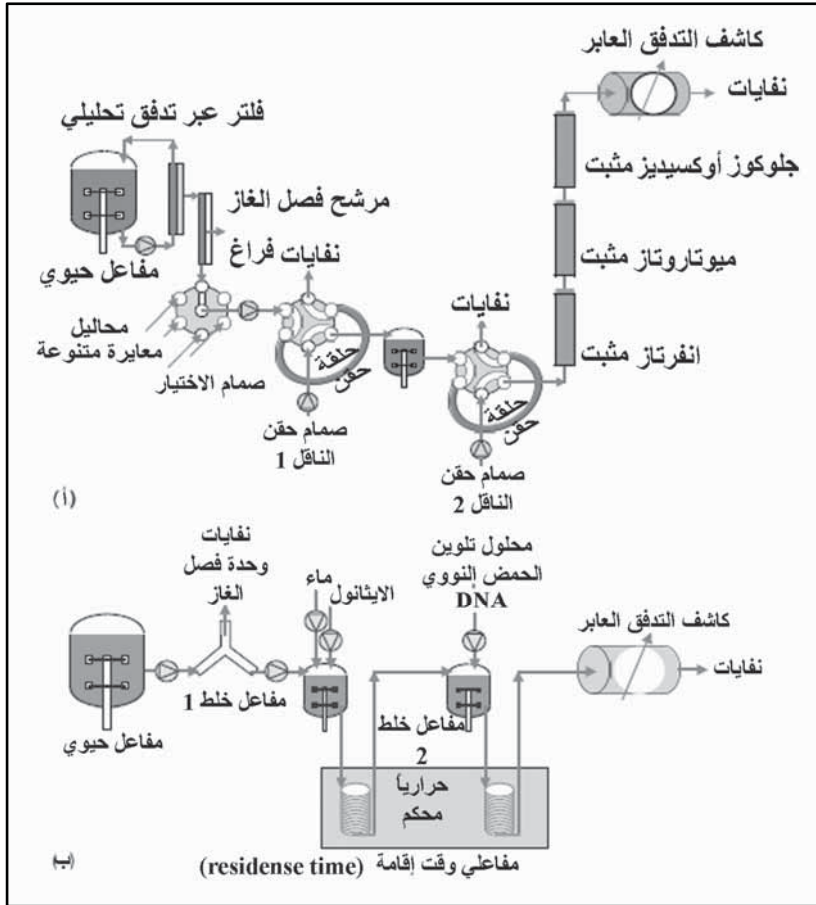 كاشف التدفق العابر
نفايات
فلتر عبر تدفق تحليلي
جلوكوز أوكسيديز مثبت
مرشح فصل الغاز
فراغ
نفايات
ميوتاروتاز مثبت
مفاعل حيوي
محاليل
معايرة متنوعة
نفايات
صمام الاختيار
حلقة
حقن
انفرتاز مثبت
صمام حقن
الناقل 1
حلقة
حقن
صمام حقن
الناقل 2
(أ)
نفايات
وحدة فصل
الغاز
ماء
الايثانول
محلول تلوين
الحمض النووي
DNA
كاشف التدفق العابر
نفايات
مفاعل خلط 1
مفاعل حيوي
مفاعل خلط
2
حرارياً
محكم
(ب)
مفاعلي وقت إقامة (residense time)